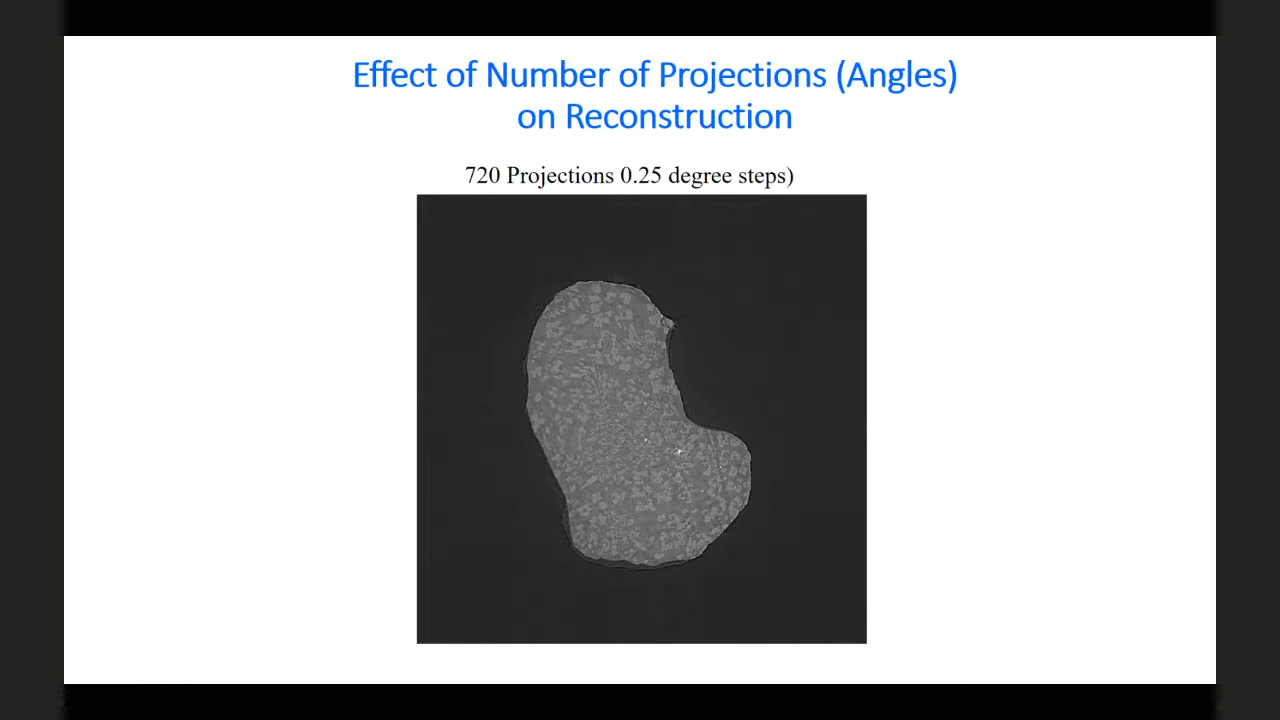 Effect of Number of Projections (Angles)
on Reconstruction
720 Projections 0.25 degree steps)